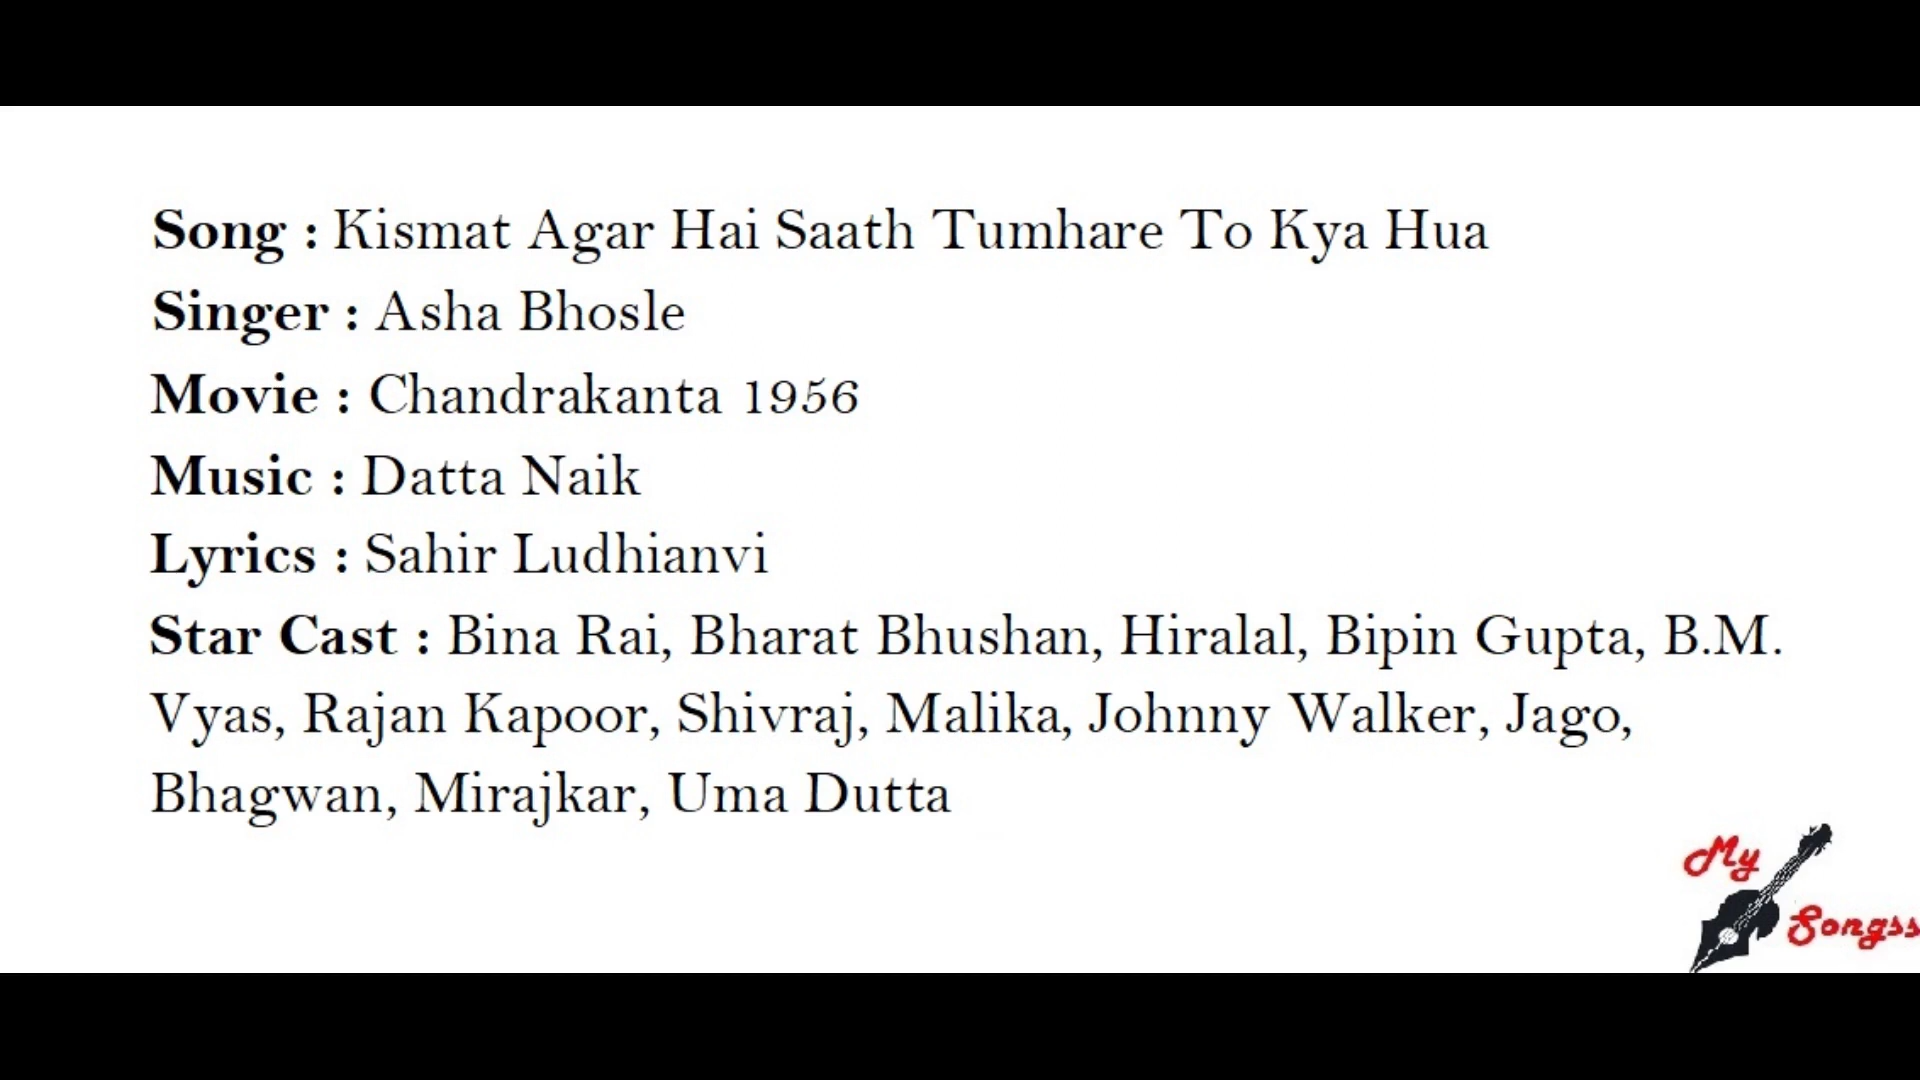 Song : Kismat Agar Hai Saath Tumhare To Kya Hua
Singer : Asha Bhosle
Movie : Chandrakanta 1956
Music : Datta Naik
Lyrics : Sahir Ludhianvi
Star Cast : Bina Rai, Bharat Bhushan, Hiralal, Bipin Gupta, B.M.
Vyas, Rajan Kapoor, Shivraj, Malika, Johnny Walker, Jago,
Bhagwan, Mirajkar, Uma Dutta
My
Songss